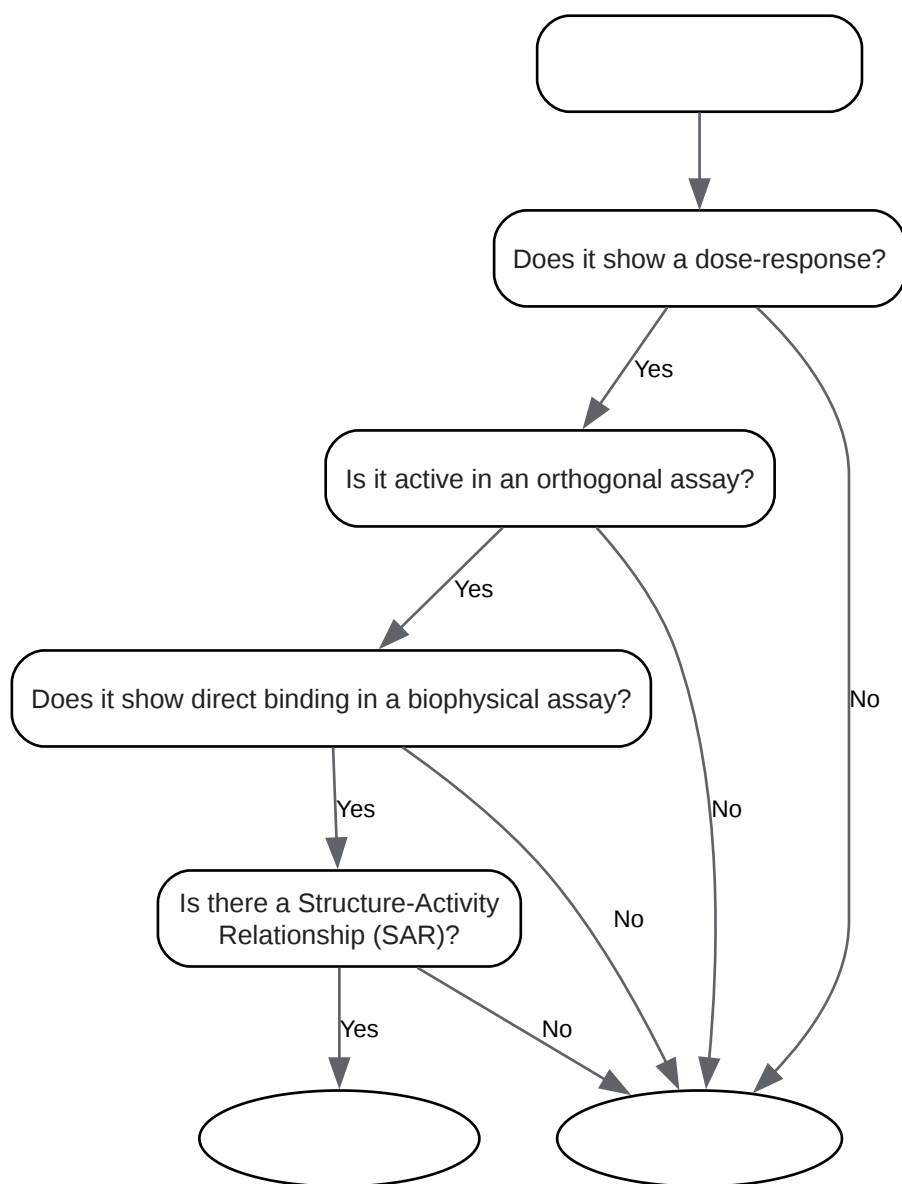 Does it show a dose-response?
Yes
Is it active in an orthogonal assay?
Yes
Does it show direct binding in a biophysical assay?
No
Yes
No
Is there a Structure-Activity
Relationship (SAR)?
No
Yes
No